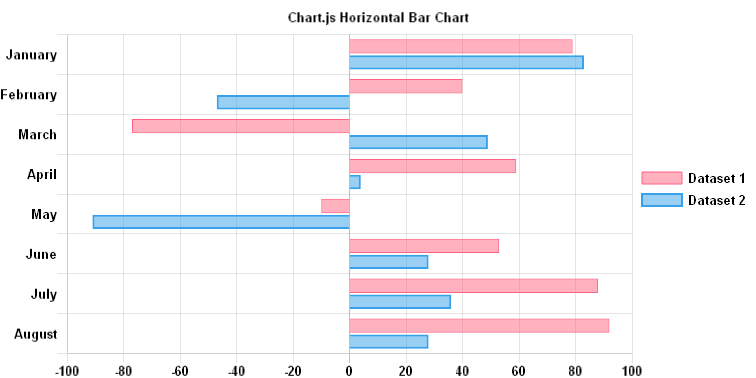 Chart.js Horizontal Bar Chart
January
February
March
April
May
June
July
August
Dataset 1
Dataset 2
-100 -80 -60 -40 -20 0 20 40 60 80 100